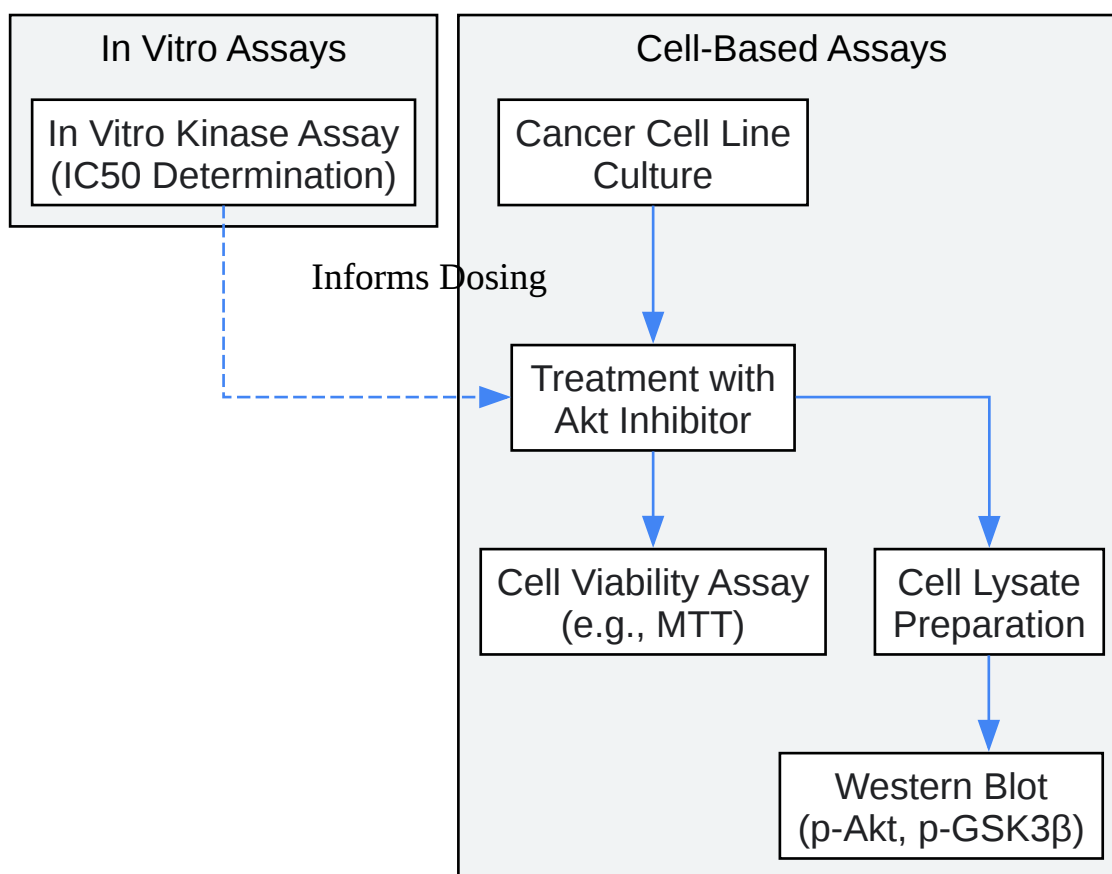 In Vitro Assays
In Vitro Kinase Assay
(IC50 Determination)
Cell-Based Assays
Cancer Cell Line
Culture
Informs Dosing
Treatment with
Akt Inhibitor
Cell Viability Assay
(e.g., MTT)
Cell Lysate
Preparation
Western Blot
(p-Akt, p-GSK3β)